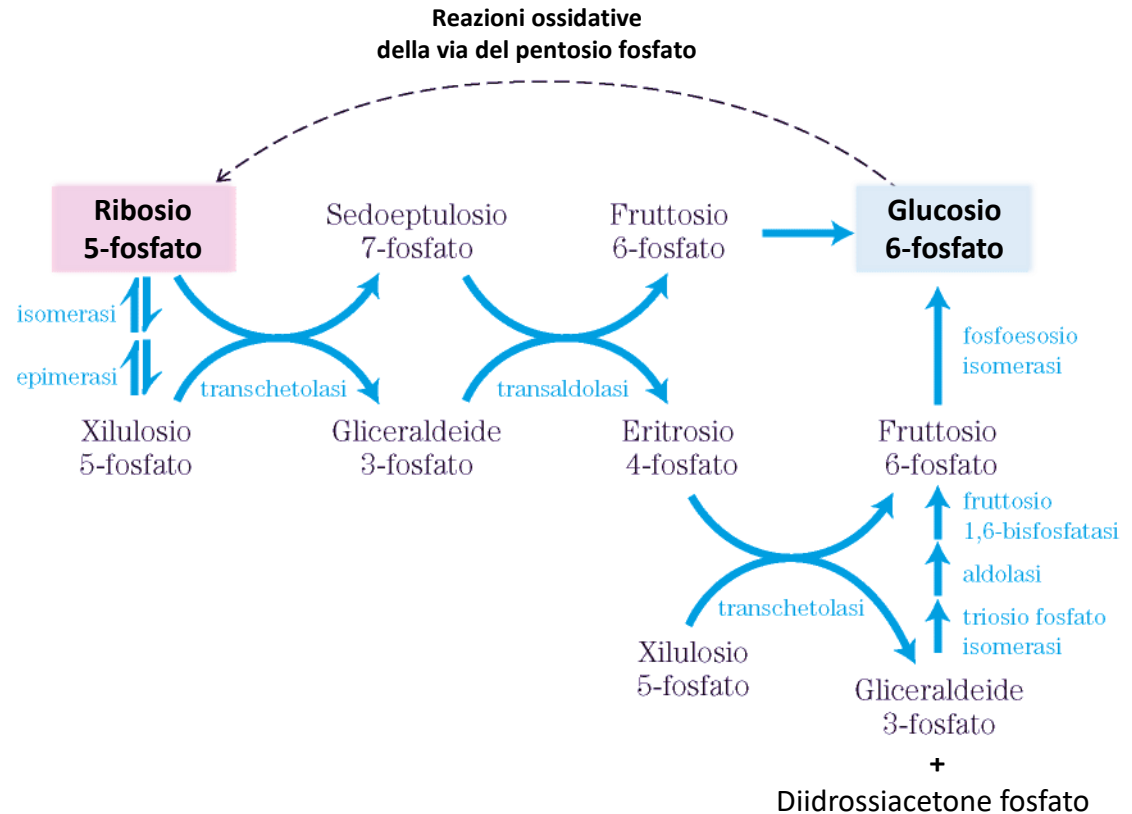 Reazioni ossidative
della via del pentosio fosfato
Ribosio
5-fosfato
Sedoeptulosio
7-fosfato
Fruttosio
6-fosfato
Glucosio
6-fosfato
isomerasi
epimerasi
transchetolasi
transaldolasi
fosfoesosio
isomerasi
Xilulosio
5-fosfato
Gliceraldeide
3-fosfato
Eritrosio
4-fosfato
Fruttosio
6-fosfato
fruttosio
1,6-bisfosfatasi
aldolasi
transchetolasi
triosio fosfato
isomerasi
Xilulosio
5-fosfato
Gliceraldeide
3-fosfato
+
Diidrossiacetone fosfato